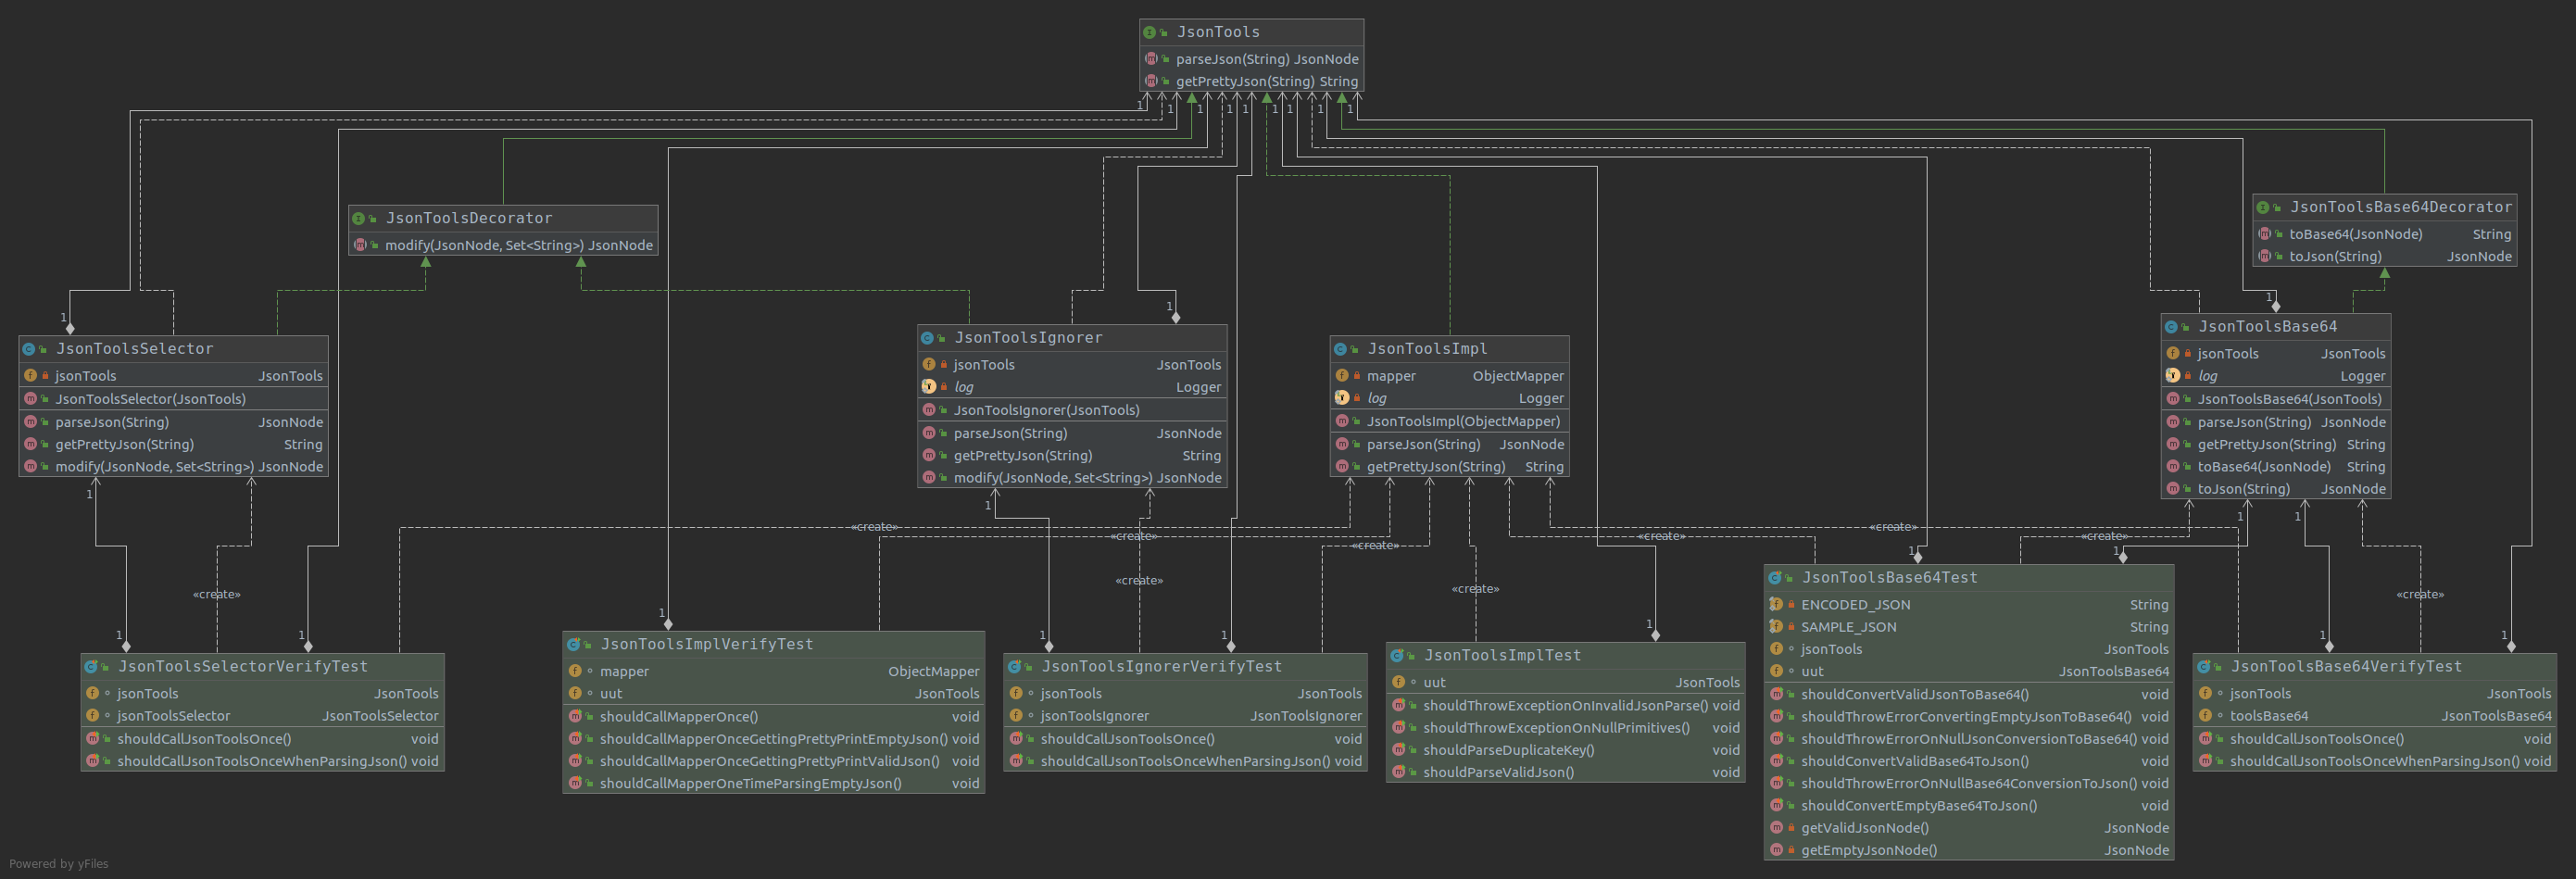 JsonTools
parseJson(String) JsonNode
getPrettyJson(String) String
1 1 1 1 1 1 1 1 1
JsonToolsDecorator
modify(JsonNode, Set<String>) JsonNode
JsonToolsBase64Decorator
toBase64(JsonNode) String
toJson(String) JsonNode
1
1
1
JsonToolsSelector
jsonTools JsonTools
JsonToolsSelector(JsonTools)
parseJson(String) JsonNode
getPrettyJson(String) String
modify(JsonNode, Set<String>) JsonNode
JsonToolsIgnorer
jsonTools JsonTools
log Logger
JsonToolsIgnorer(JsonTools)
parseJson(String) JsonNode
getPrettyJson(String) String
modify(JsonNode, Set<String>) JsonNode
JsonToolsImpl
mapper ObjectMapper
log Logger
JsonToolsImpl(ObjectMapper)
parseJson(String) JsonNode
getPrettyJson(String) String
JsonToolsBase64
jsonTools JsonTools
log Logger
JsonToolsBase64(JsonTools)
parseJson(String) JsonNode
getPrettyJson(String) String
toBase64(JsonNode) String
toJson(String) JsonNode
1
1
1 1
«create»
«create»
«create»
«create»
«create»
«create»
«create»
«create»
«create»
«create»
1 1
1
1 1
1
1 1
1 1
JsonToolsSelectorVerifyTest
jsonTools JsonTools
jsonToolsSelector JsonToolsSelector
shouldCallJsonToolsOnce() void
shouldCallJsonToolsOnceWhenParsingJson() void
JsonToolsImplVerifyTest
mapper ObjectMapper
uut JsonTools
shouldCallMapperOnce() void
shouldCallMapperOnceGettingPrettyPrintEmptyJson() void
shouldCallMapperOnceGettingPrettyPrintValidJson() void
shouldCallMapperOneTimeParsingEmptyJson() void
JsonToolsIgnorerVerifyTest
jsonTools JsonTools
jsonToolsIgnorer JsonToolsIgnorer
shouldCallJsonToolsOnce() void
shouldCallJsonToolsOnceWhenParsingJson() void
JsonToolsImplTest
uut JsonTools
shouldThrowExceptionOnInvalidJsonParse() void
shouldThrowExceptionOnNullPrimitives() void
shouldParseDuplicateKey() void
shouldParseValidJson() void
JsonToolsBase64Test
ENCODED_JSON String
SAMPLE_JSON String
jsonTools JsonTools
uut JsonToolsBase64
shouldConvertValidJsonToBase64() void
shouldThrowErrorConvertingEmptyJsonToBase64() void
shouldThrowErrorOnNullJsonConversionToBase64() void
shouldConvertValidBase64ToJson() void
shouldThrowErrorOnNullBase64ConversionToJson() void
shouldConvertEmptyBase64ToJson() void
getValidJsonNode() JsonNode
getEmptyJsonNode() JsonNode
JsonToolsBase64VerifyTest
jsonTools JsonTools
toolsBase64 JsonToolsBase64
shouldCallJsonToolsOnce() void
shouldCallJsonToolsOnceWhenParsingJson() void
Powered by yFiles